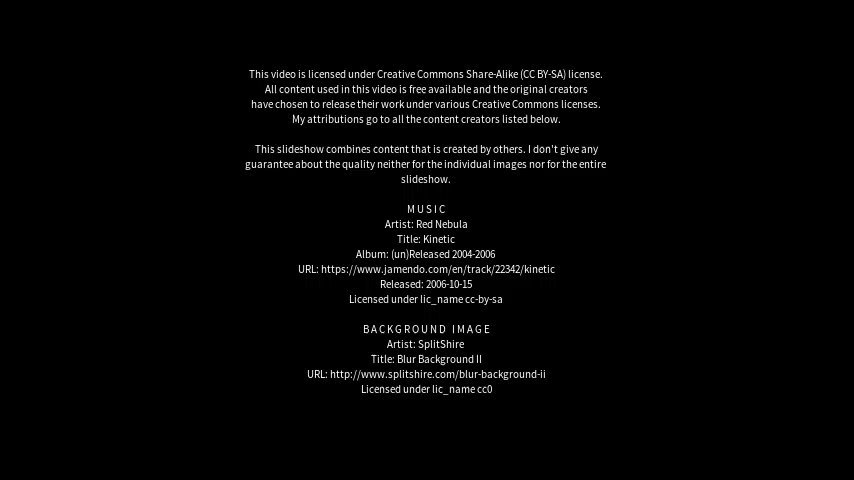 This video is licensed under Creative Commons Share-Alike (CC BY-SA) license.
All content used in this video is free available and the original creators
have chosen to release their work under various Creative Commons licenses.
My attributions go to all the content creators listed below.
This slideshow combines content that is created by others. I don't give any
guarantee about the quality neither for the individual images nor for the entire
slideshow.
MUSIC
Artist: Red Nebula
Title: Kinetic
Album: (un)Released 2004-2006
URL: https://www.jamendo.com/en/track/22342/kinetic
Released: 2006-10-15
Licensed under lic_name cc-by-sa
BACKGROUND IMAGE
Artist: SplitShire
Title: Blur Background II
URL: http://www.splitshire.com/blur-background-ii
Licensed under lic_name cc0